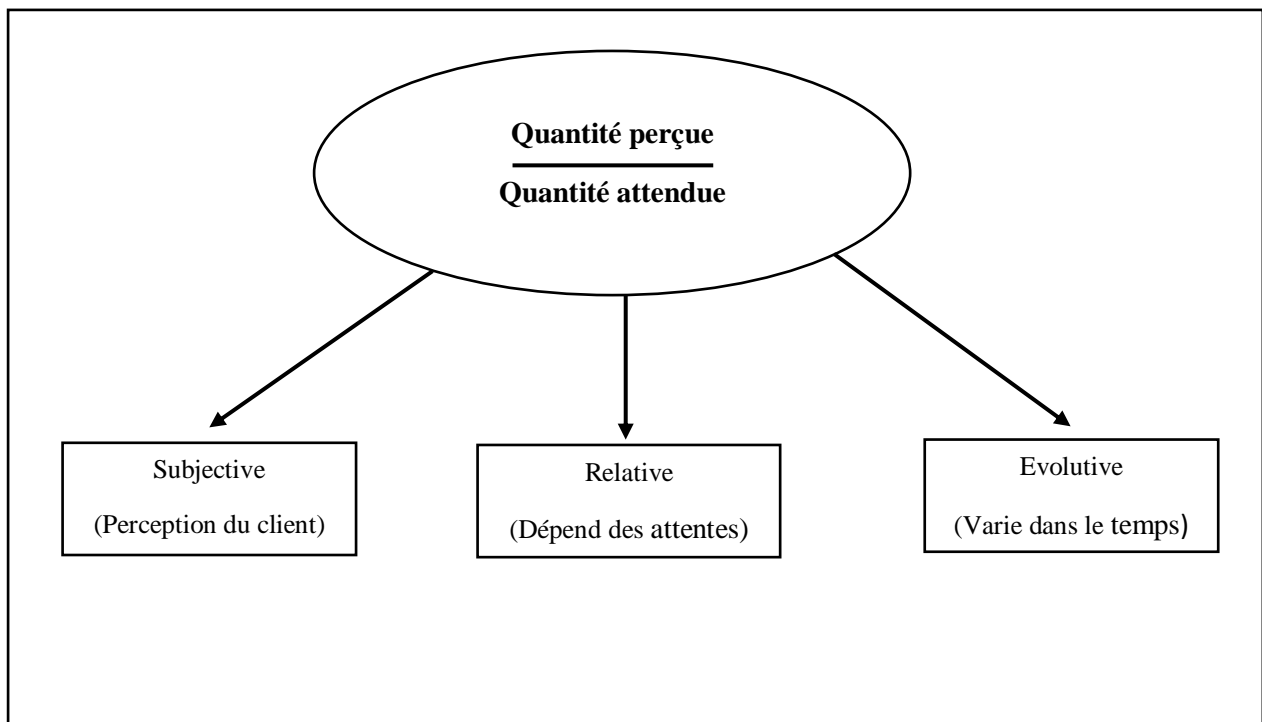 Quantité perçue
Quantité attendue
Subjective
(Perception du client)
Relative
(Dépend des attentes)
Evolutive
(Varie dans le temps)